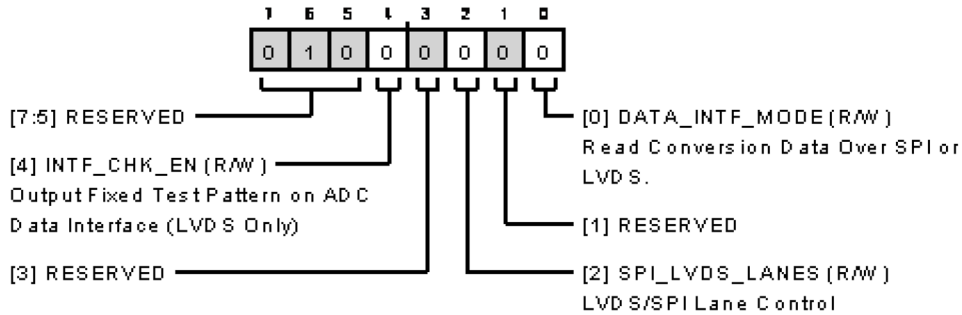 7 6 5 4 3 2 1 0
0 1 0 0 0 0 0 0
[7:5] RESERVED
[0] DATA_INTF_MODE (R/W)
Read Conversion Data Over SPI or
LVDS.
[4] INTF_CHK_EN (R/W)
Output Fixed Test Pattern on ADC
Data Interface (LVDS Only)
[1] RESERVED
[3] RESERVED
[2] SPI_LVDS_LANES (R/W)
LVDS/SPI Lane Control